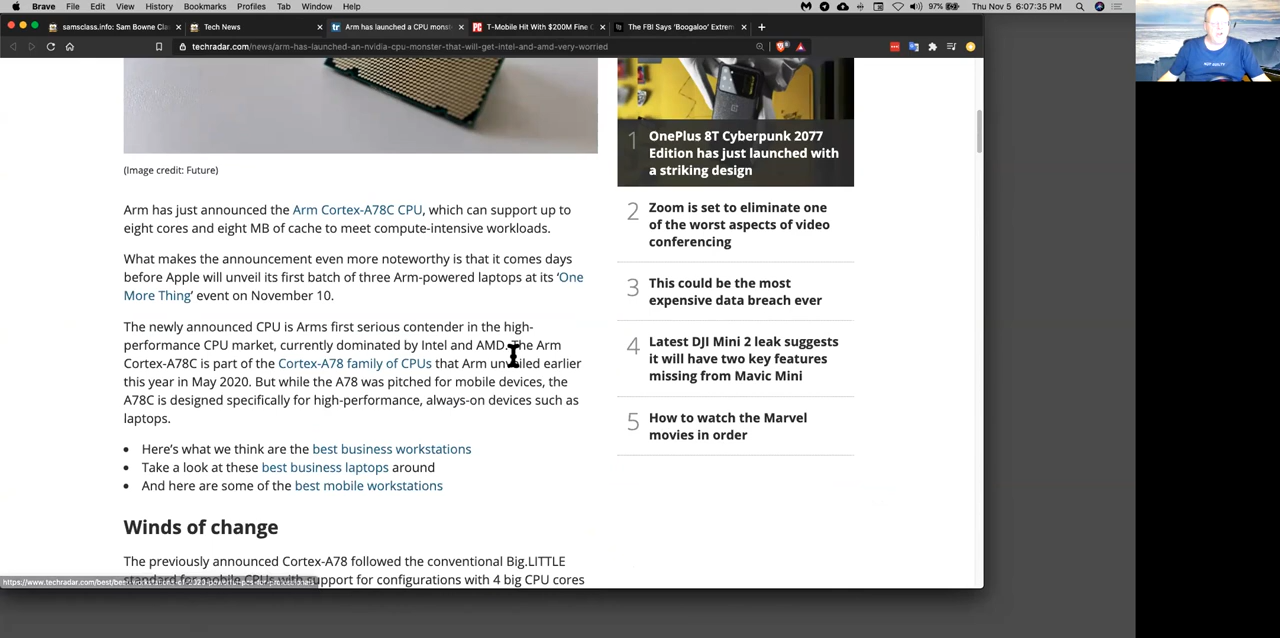 Brave File Edit View History Bookmarks Profiles Tab Window Help 97% Thu Nov 5 6:07:35 PM
samsclass.info: Sam Bowne Cla × Tech News × Arm has launched a CPU mons × T-Mobile Hit With $200M Fine × The FBI Says 'Boogaloo' Extrem × +
techradar.com/news/arm-has-launched-an-nvidia-cpu-monster-that-will-get-intel-and-amd-very-worried
(Image credit: Future)
Arm has just announced the Arm Cortex-A78C CPU, which can support up to
eight cores and eight MB of cache to meet compute-intensive workloads.
What makes the announcement even more noteworthy is that it comes days
before Apple will unveil its first batch of three Arm-powered laptops at its 'One
More Thing' event on November 10.
The newly announced CPU is Arms first serious contender in the high-
performance CPU market, currently dominated by Intel and AMD. The Arm
Cortex-A78C is part of the Cortex-A78 family of CPUs that Arm unveiled earlier
this year in May 2020. But while the A78 was pitched for mobile devices, the
A78C is designed specifically for high-performance, always-on devices such as
laptops.
• Here's what we think are the best business workstations
• Take a look at these best business laptops around
• And here are some of the best mobile workstations
Winds of change
The previously announced Cortex-A78 followed the conventional Big.LITTLE
standard for mobile CPUs with support for configurations with 4 big CPU cores
1 OnePlus 8T Cyberpunk 2077
Edition has just launched with
a striking design
2 Zoom is set to eliminate one
of the worst aspects of video
conferencing
3 This could be the most
expensive data breach ever
4 Latest DJI Mini 2 leak suggests
it will have two key features
missing from Mavic Mini
5 How to watch the Marvel
movies in order